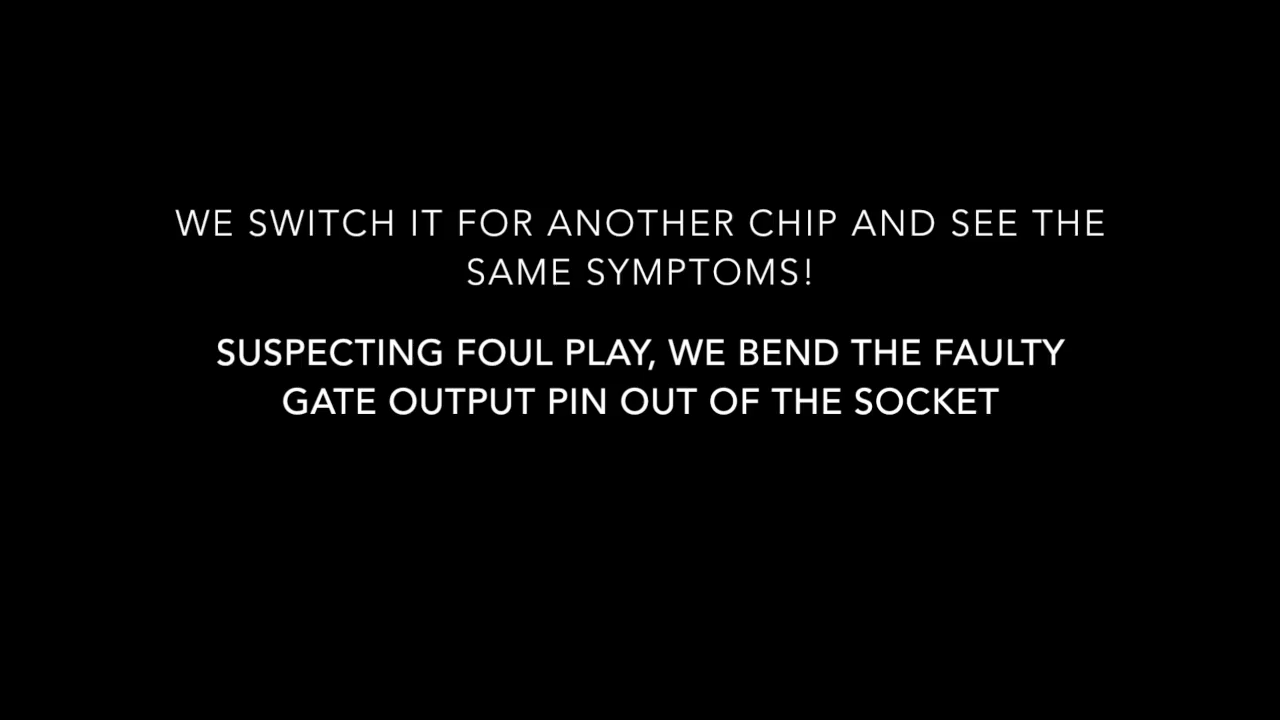 WE SWITCH IT FOR ANOTHER CHIP AND SEE THE
SAME SYMPTOMS!
SUSPECTING FOUL PLAY, WE BEND THE FAULTY
GATE OUTPUT PIN OUT OF THE SOCKET